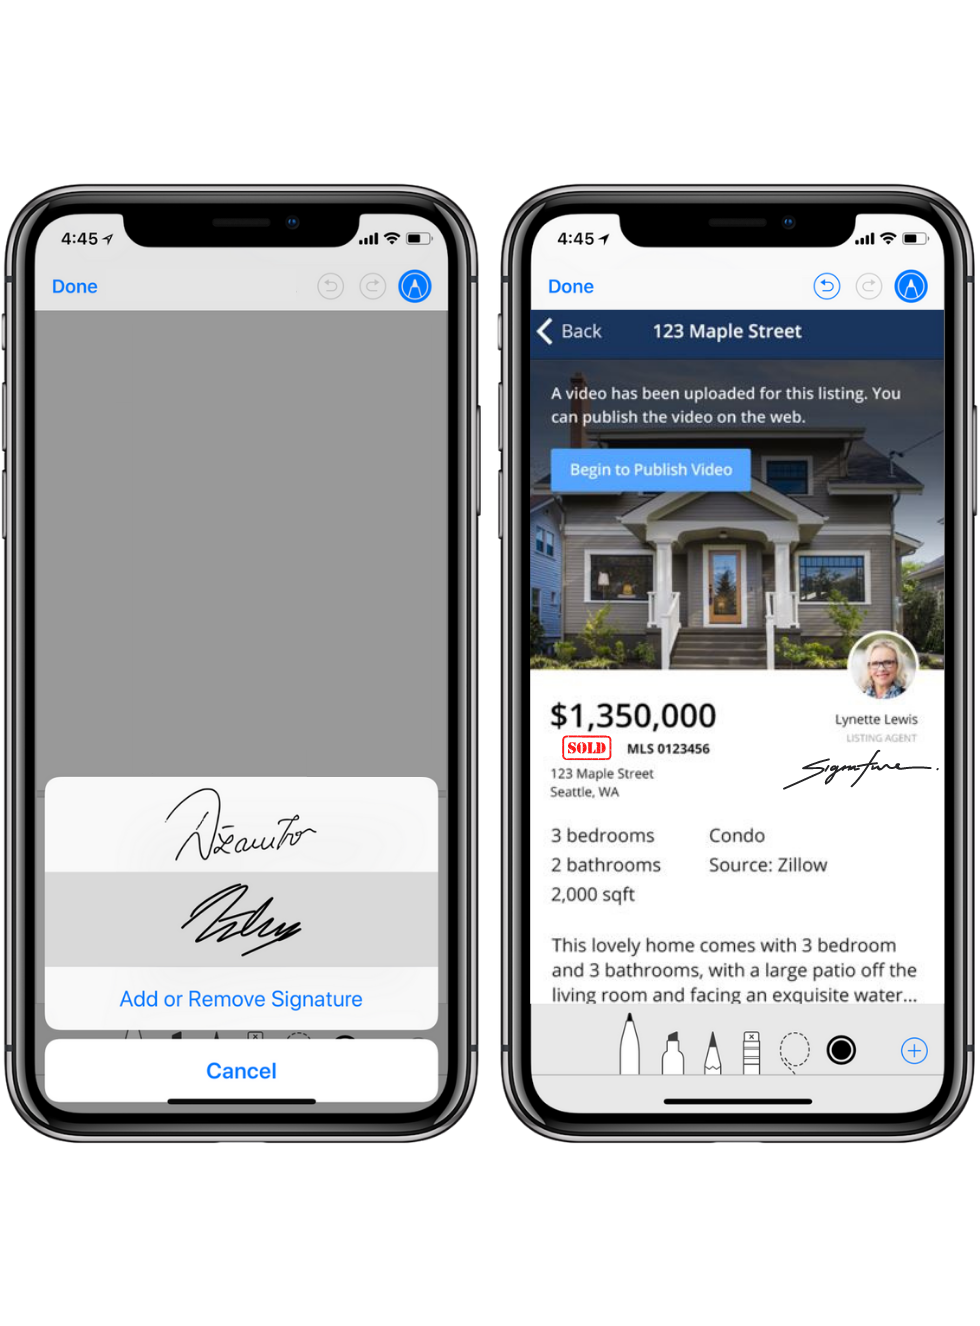 4:45
Done
Add or Remove Signature
Cancel
4:45
Done
Back 123 Maple Street
A video has been uploaded for this listing. You
can publish the video on the web.
Begin to Publish Video
$1,350,000
Lynette Lewis
LISTING AGENT
SOLD MLS 0123456
Signature
123 Maple Street
Seattle, WA
3 bedrooms Condo
2 bathrooms Source: Zillow
2,000 sqft
This lovely home comes with 3 bedroom
and 3 bathrooms, with a large patio off the
living room and facing an exquisite water...